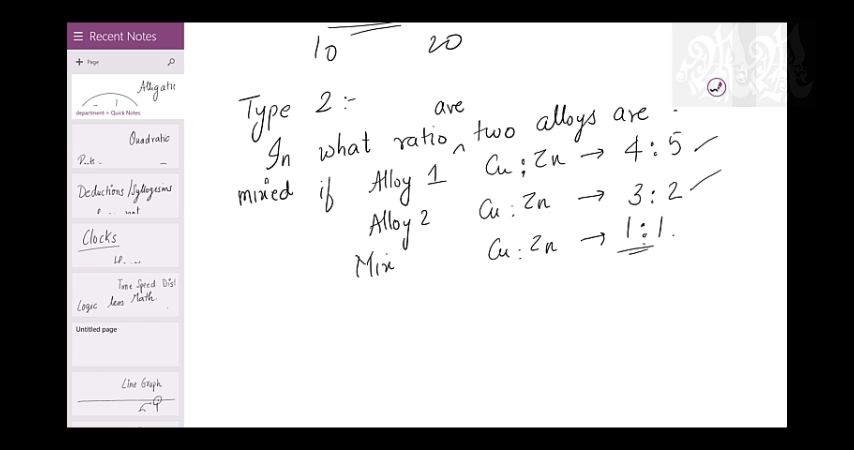 Recent Notes
+ Page
Alligatio
department > Quick Notes
Quadratic
Deductions /Syllogisms
Clocks
Time Speed Dist
Logic less Math.
Untitled page
Line Graph
10 20
Type 2:-
are
In what ratio ^ two alloys are
mixed if Alloy 1 Cu : Zn → 4:5 ✓
Alloy 2 Cu : Zn → 3:2 ✓
Mix Cu : Zn → 1:1.